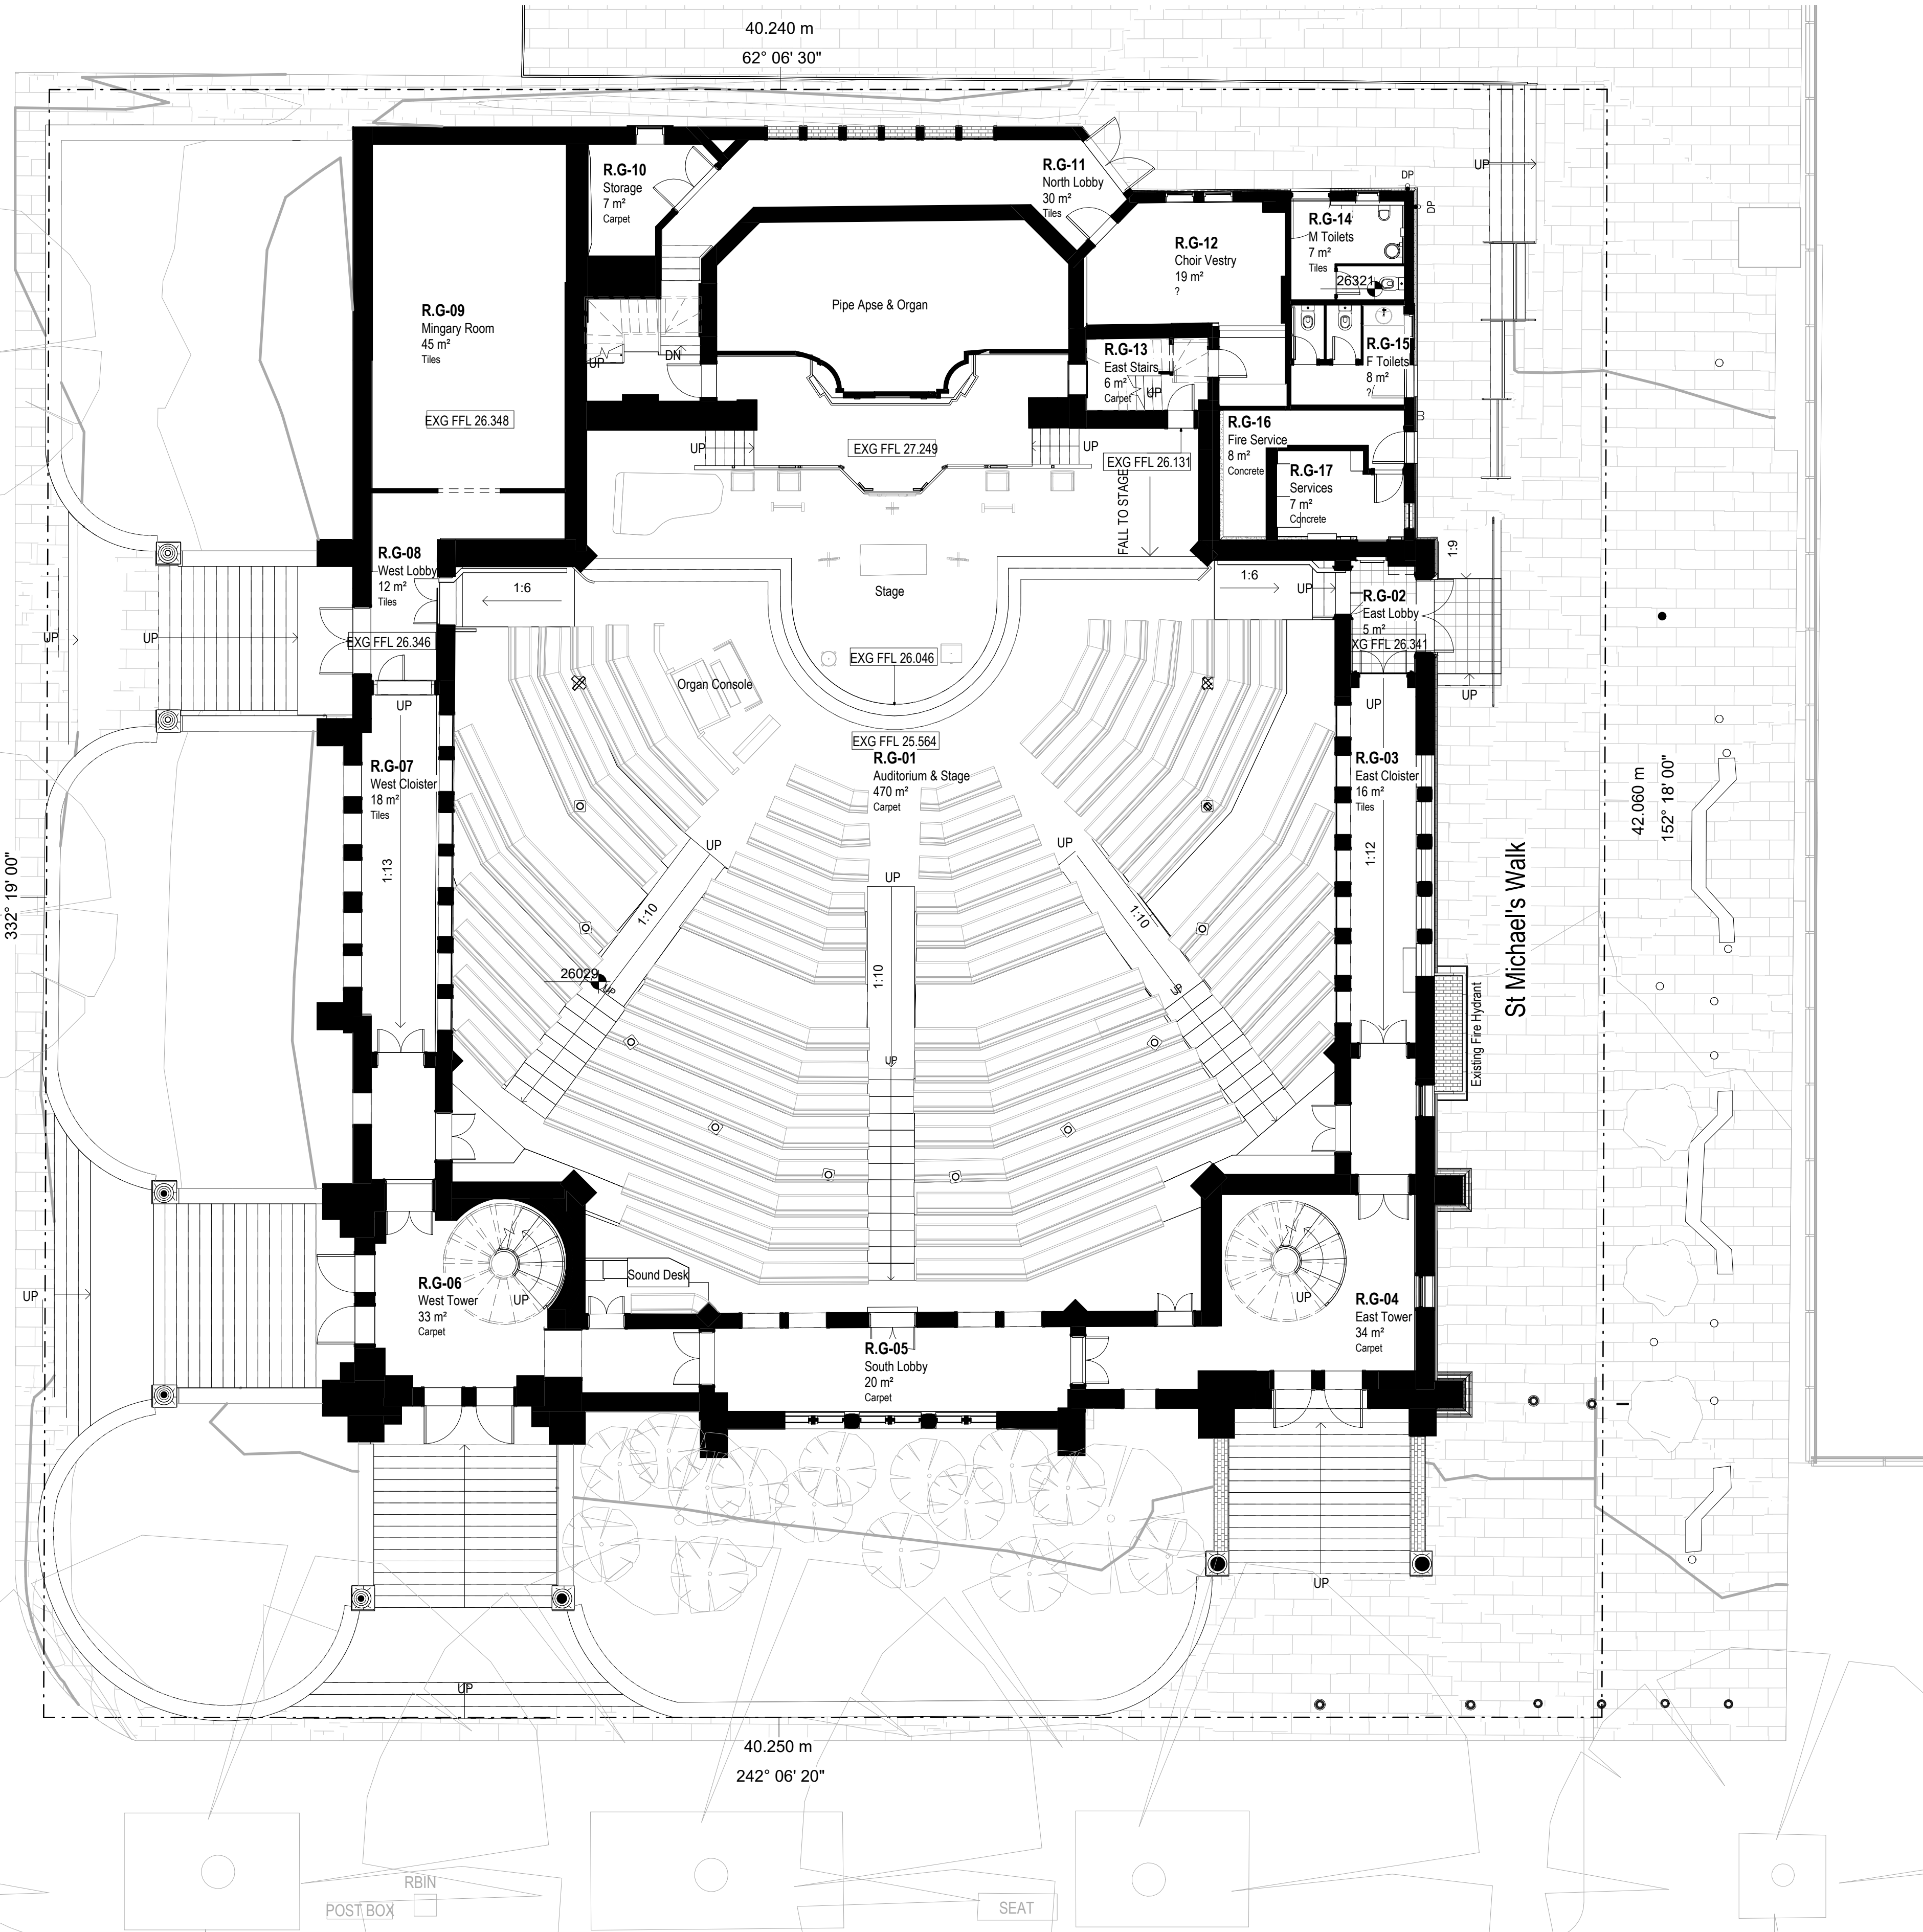 40.240 m
62° 06' 30"
R.G-10
Storage
7 m²
Carpet
R.G-11
North Lobby
30 m²
Tiles
UP
DP
DP
R.G-14
M Toilets
7 m²
Tiles
26321
R.G-12
Choir Vestry
19 m²
?
R.G-09
Mingary Room
45 m²
Tiles
EXG FFL 26.348
Pipe Apse & Organ
UP
DN
R.G-13
East Stairs
6 m²
Carpet
UP
R.G-15
F Toilets
8 m²
?
R.G-16
Fire Service
8 m²
Concrete
R.G-17
Services
7 m²
Concrete
UP
EXG FFL 27.249
UP
EXG FFL 26.131
FALL TO STAGE
R.G-08
West Lobby
12 m²
Tiles
EXG FFL 26.346
UP
UP
1:6
Stage
1:6
UP
R.G-02
East Lobby
5 m²
XG FFL 26.341
1:9
UP
EXG FFL 26.046
Organ Console
UP
UP
EXG FFL 25.564
R.G-01
Auditorium & Stage
470 m²
Carpet
R.G-07
West Cloister
18 m²
Tiles
1:13
R.G-03
East Cloister
16 m²
Tiles
1:12
42.060 m
152° 18' 00"
332° 19' 00"
UP
UP
UP
1:10
1:10
1:10
26029
UP
UP
UP
St Michael's Walk
Existing Fire Hydrant
R.G-06
West Tower
33 m²
Carpet
UP
Sound Desk
UP
UP
R.G-04
East Tower
34 m²
Carpet
R.G-05
South Lobby
20 m²
Carpet
UP
UP
40.250 m
242° 06' 20"
RBIN
POST BOX
SEAT